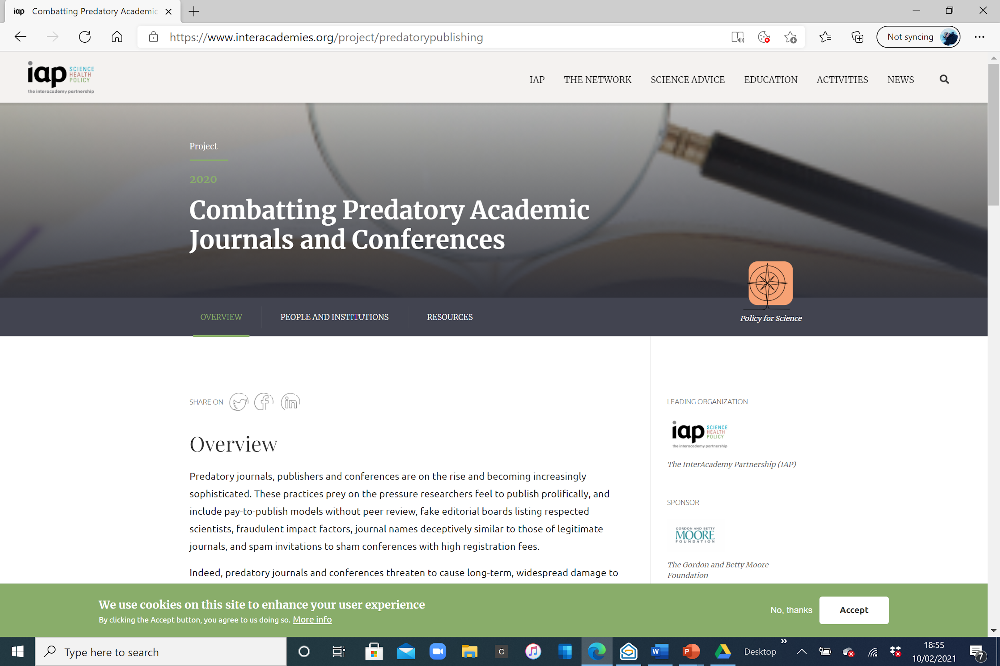 iap Combatting Predatory Academic
https://www.interacademies.org/project/predatorypublishing
Not syncing
iap SCIENCE HEALTH POLICY
the interacademy partnership
IAP THE NETWORK SCIENCE ADVICE EDUCATION ACTIVITIES NEWS
Project
2020
Combatting Predatory Academic
Journals and Conferences
OVERVIEW PEOPLE AND INSTITUTIONS RESOURCES
Policy for Science
SHARE ON
Overview
Predatory journals, publishers and conferences are on the rise and becoming increasingly
sophisticated. These practices prey on the pressure researchers feel to publish prolifically, and
include pay-to-publish models without peer review, fake editorial boards listing respected
scientists, fraudulent impact factors, journal names deceptively similar to those of legitimate
journals, and spam invitations to sham conferences with high registration fees.
Indeed, predatory journals and conferences threaten to cause long-term, widespread damage to
LEADING ORGANIZATION
iap SCIENCE HEALTH POLICY
the interacademy partnership
The InterAcademy Partnership (IAP)
SPONSOR
GORDON AND BETTY
MOORE
FOUNDATION
The Gordon and Betty Moore
Foundation
We use cookies on this site to enhance your user experience
By clicking the Accept button, you agree to us doing so. More info
No, thanks Accept
Type here to search
C
W
P
Desktop
18:55
10/02/2021
7